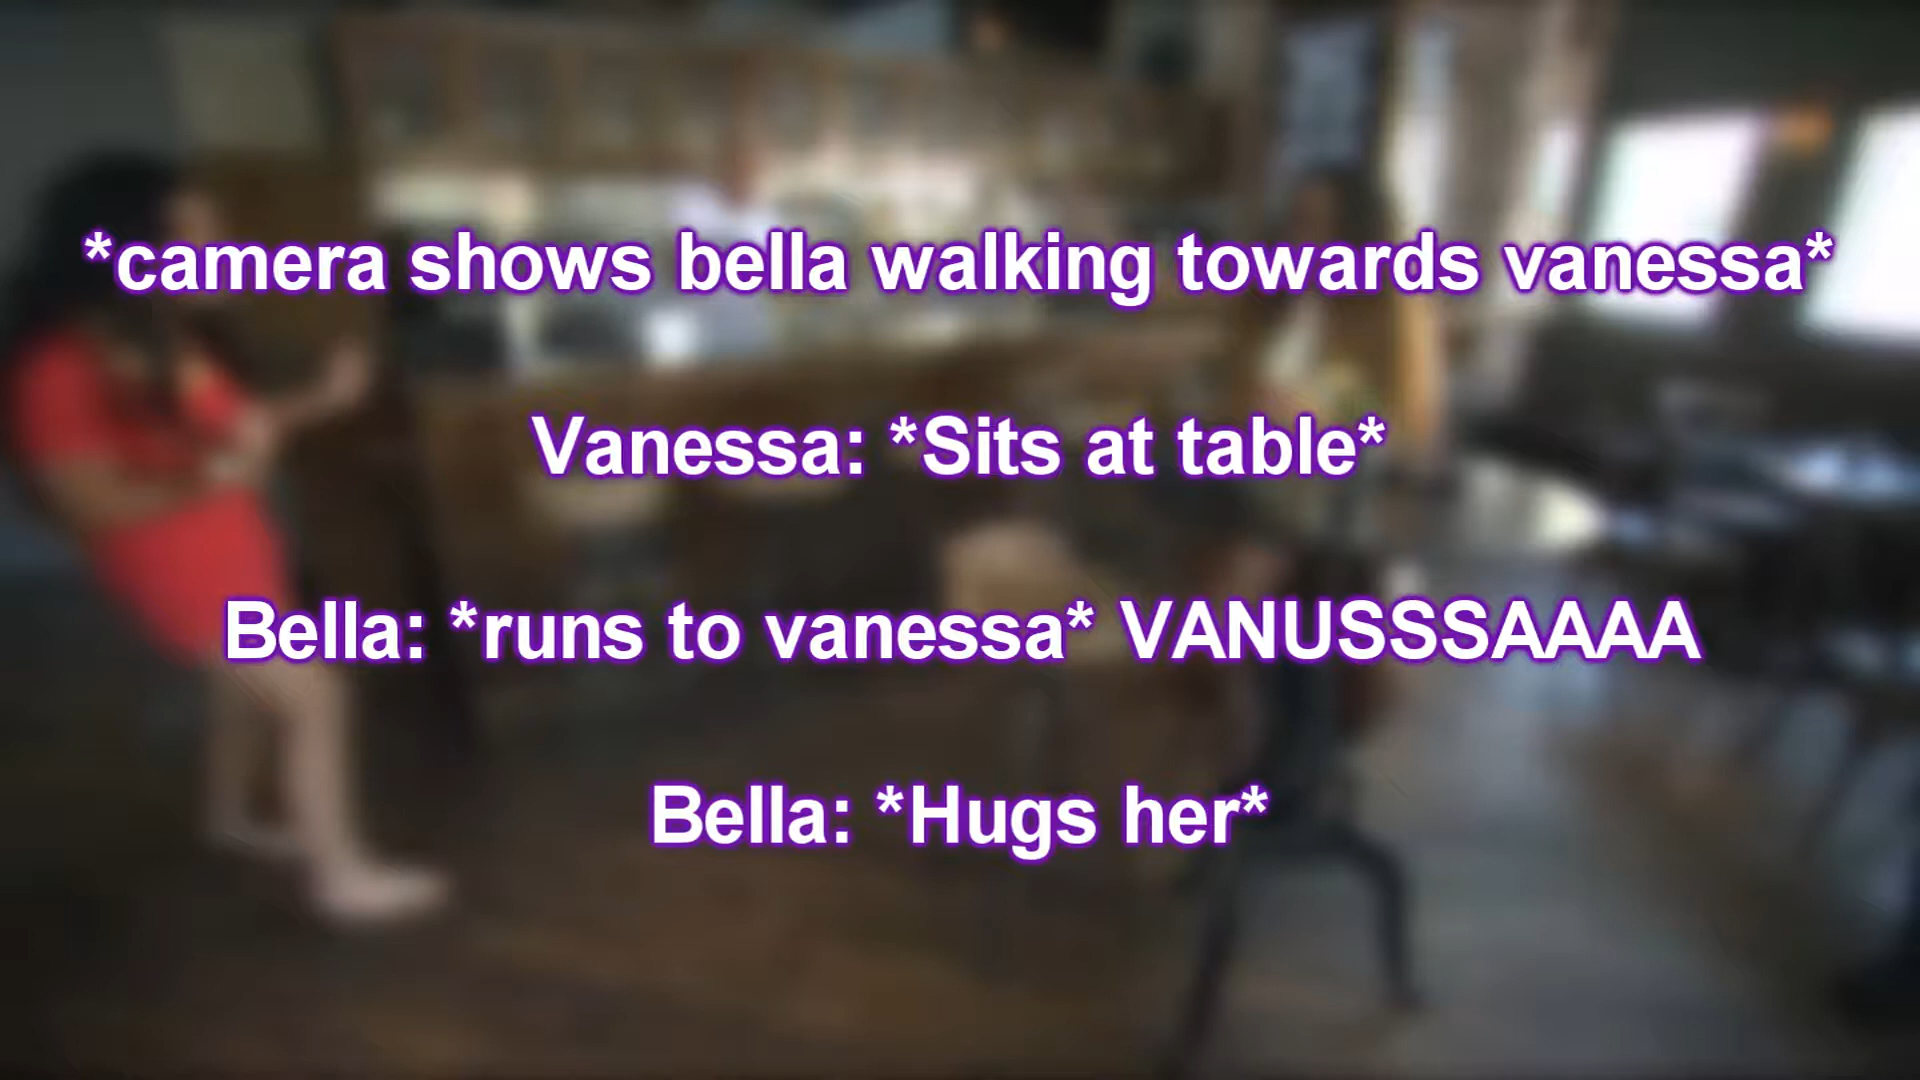 *camera shows bella walking towards vanessa*
Vanessa: *Sits at table*
Bella: *runs to vanessa* VANUSSSAAAA
Bella: *Hugs her*